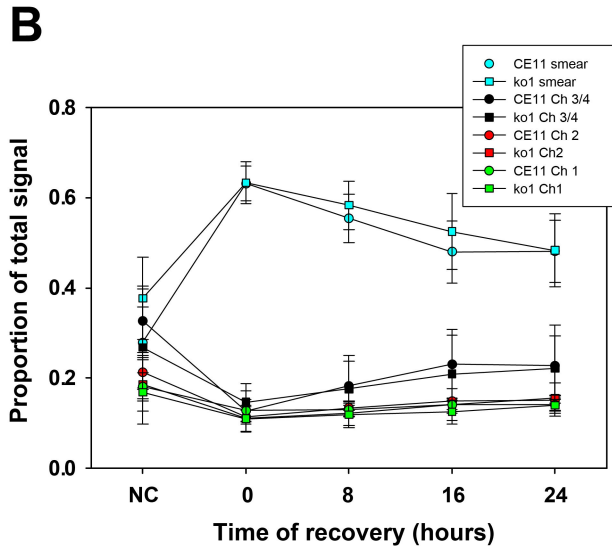 B
CE11 smear
ko1 smear
CE11 Ch 3/4
ko1 Ch 3/4
CE11 Ch 2
ko1 Ch2
CE11 Ch 1
ko1 Ch1
Proportion of total signal
0.8
0.6
0.4
0.2
0.0
NC 0 8 16 24
Time of recovery (hours)